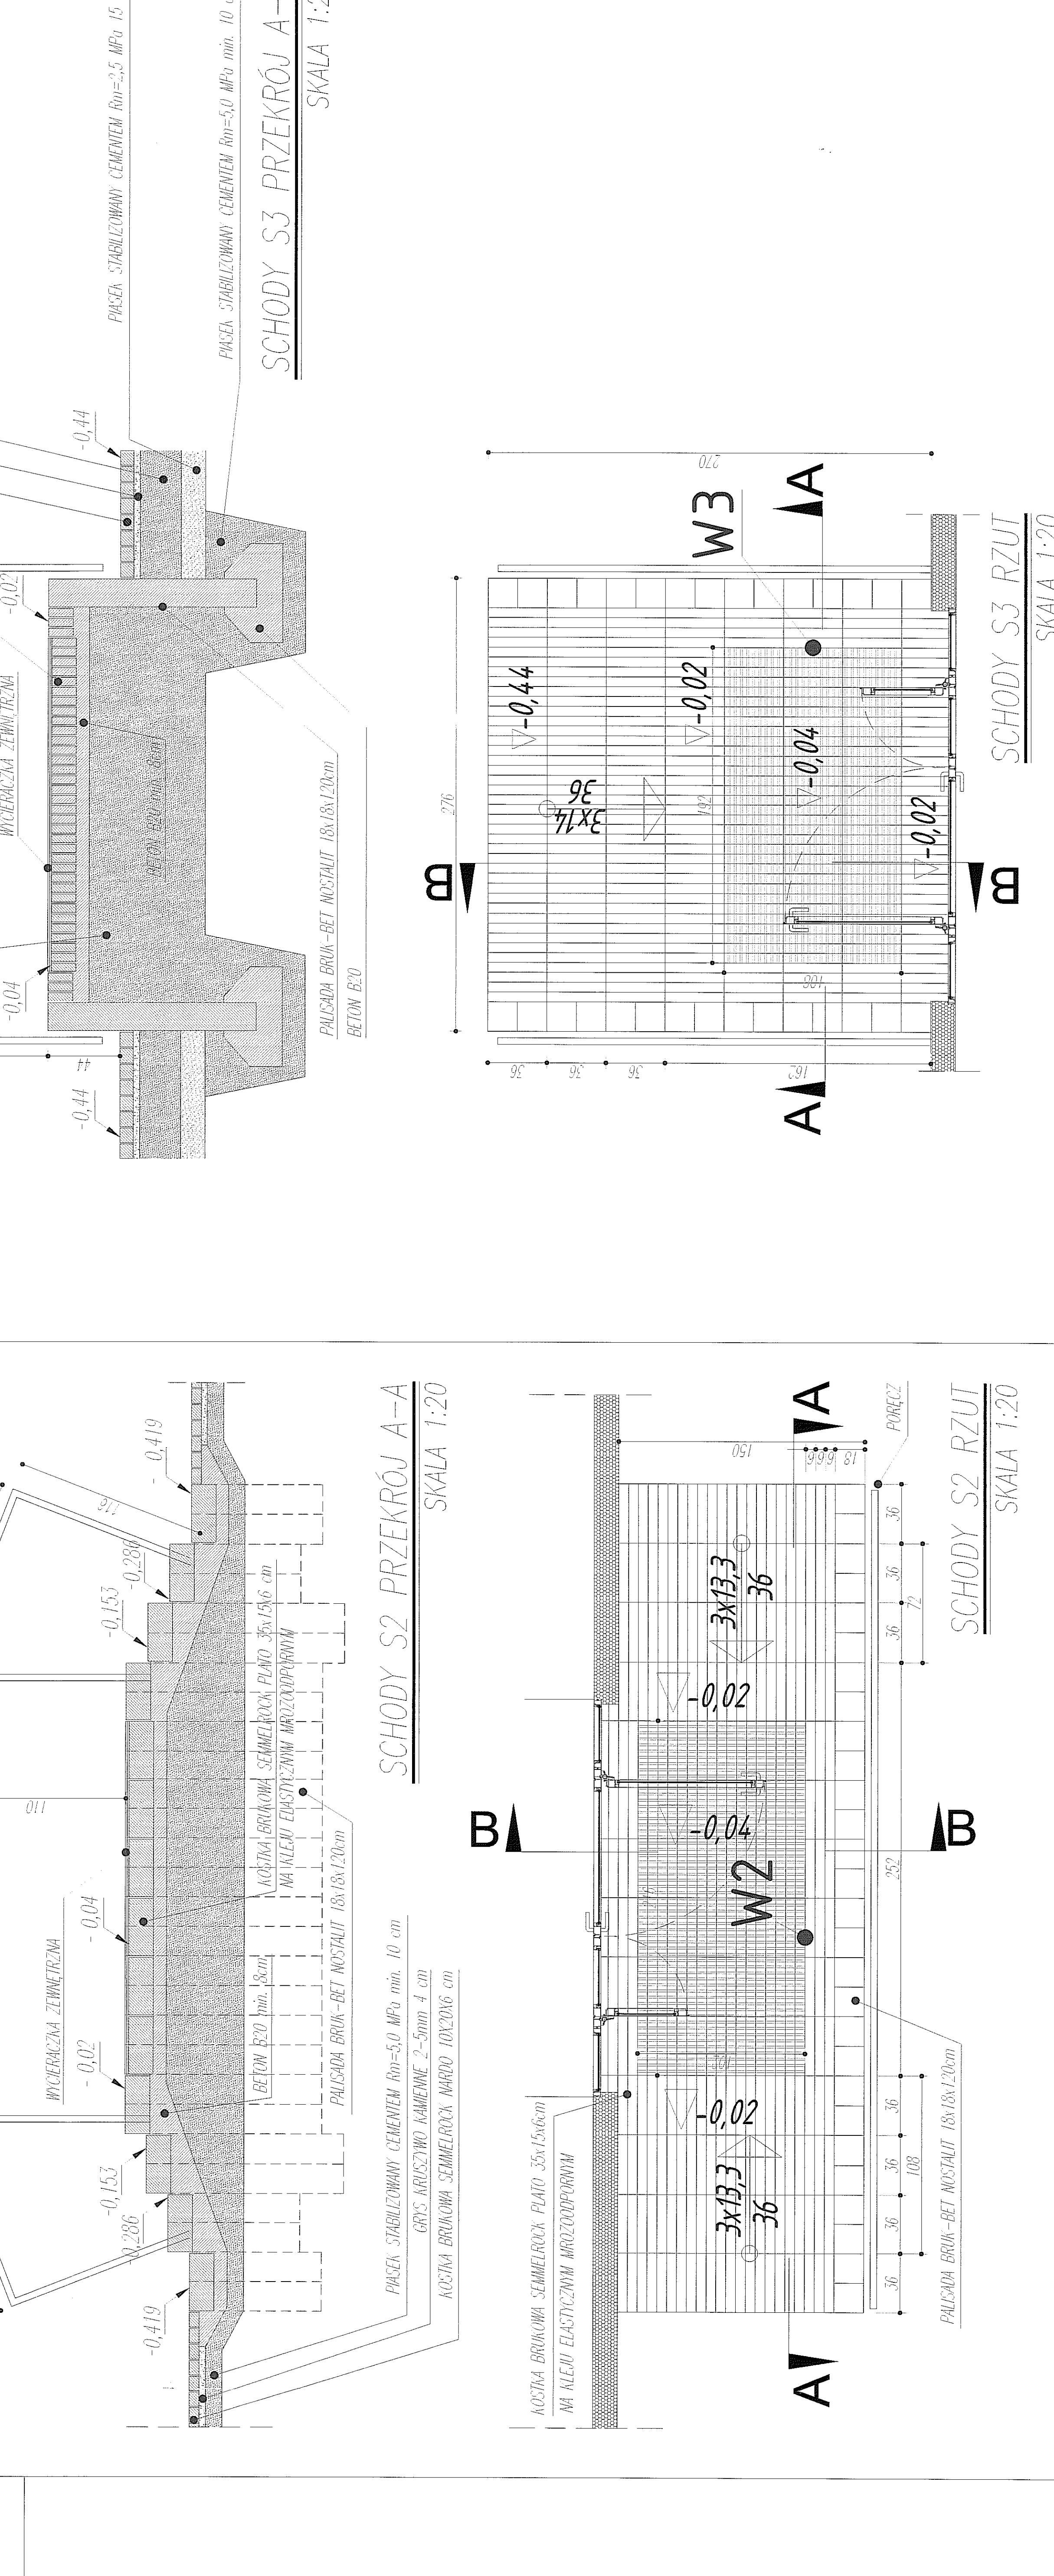 PIASEK STABILIZOWANY CEMENTEM Rm=2,5 MPa 15
PIASEK STABILIZOWANY CEMENTEM Rm=5,0 MPa min. 10
SCHODY S3 PRZEKRÓJ A-
SKALA 1:2
WYCIERACZKA ZEWNĘTRZNA
-0,44
-0,02
-0,04
-0,44
44
BETON B20 min. 8cm
PALISADA BRUK-BET NOSTALIT 18x18x120cm
BETON B20
SCHODY S3 RZUT
SKALA 1:20
270
276
W3
A
A
B
B
-0,44
-0,02
-0,04
-0,02
3x14
36
192
106
36
36
36
162
SCHODY S2 PRZEKRÓJ A-A
SKALA 1:20
-0,419
-0,286
-0,153
116
110
-0,04
-0,02
-0,153
-0,286
-0,419
WYCIERACZKA ZEWNĘTRZNA
KOSTKA BRUKOWA SEMMELROCK PLATO 35x15x6 cm
NA KLEJU ELASTYCZNYM MROZOODPORNYM
BETON B20 min. 8cm
PALISADA BRUK-BET NOSTALIT 18x18x120cm
PIASEK STABILIZOWANY CEMENTEM Rm=5,0 MPa min. 10 cm
GRYS KRUSZYWO KAMIENNE 2-5mm 4 cm
KOSTKA BRUKOWA SEMMELROCK NARDO 10X20X6 cm
SCHODY S2 RZUT
SKALA 1:20
PORĘCZ
A
A
B
B
150
18
6
6
6
3x13,3
36
-0,02
-0,04
W2
-0,02
3x13,3
36
36
36
36
72
252
36
36
36
36
108
KOSTKA BRUKOWA SEMMELROCK PLATO 35x15x6cm
NA KLEJU ELASTYCZNYM MROZOODPORNYM
PALISADA BRUK-BET NOSTALIT 18x18x120cm